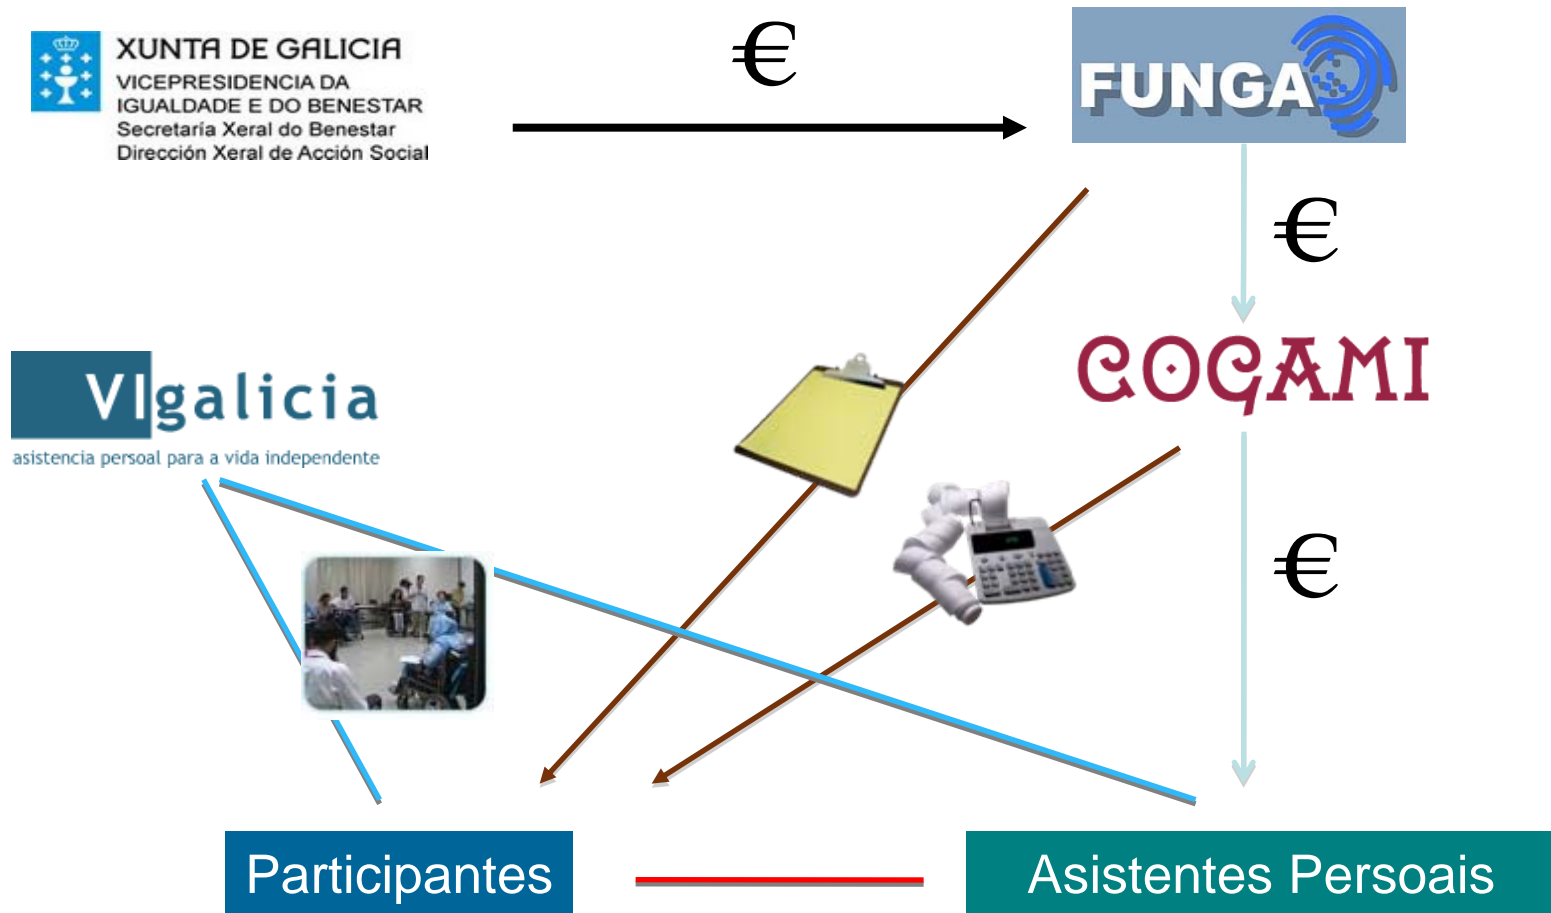 XUNTA DE GALICIA
VICEPRESIDENCIA DA
IGUALDADE E DO BENESTAR
Secretaría Xeral do Benestar
Dirección Xeral de Acción Social
€
FUNGA
€
COGAMI
VIgalicia
asistencia persoal para a vida independente
€
Participantes
Asistentes Persoais